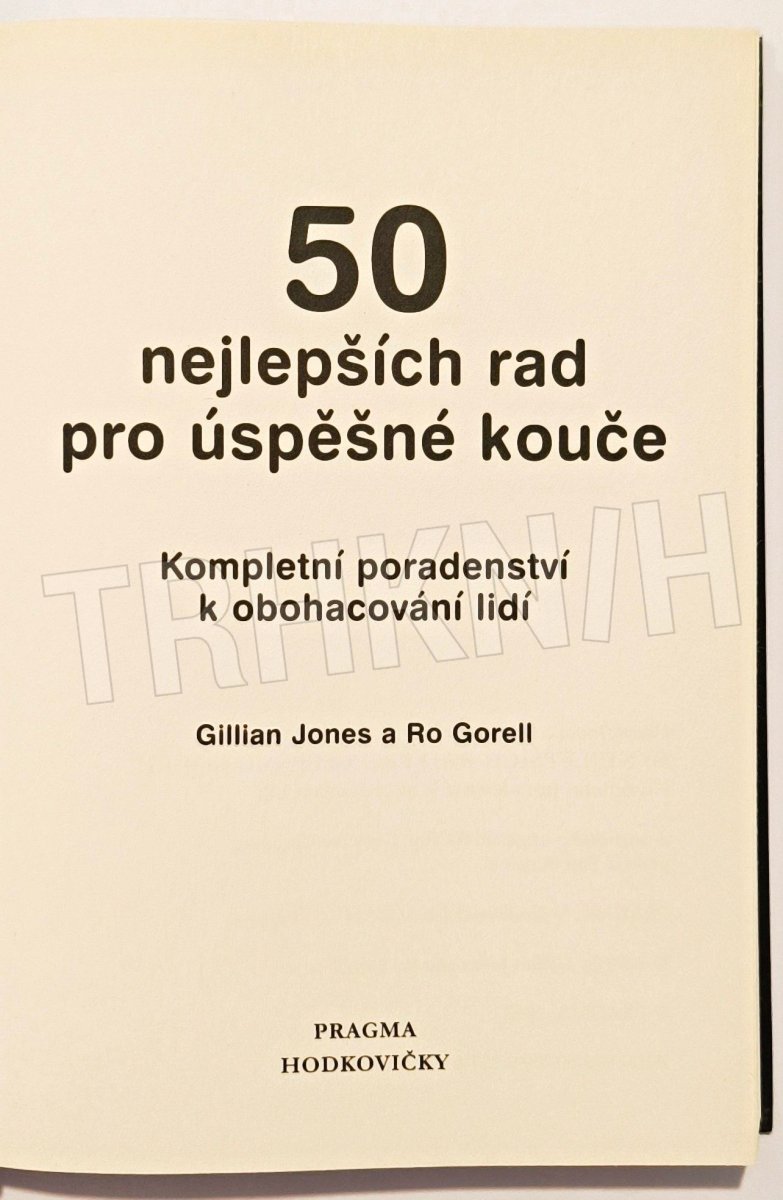 50
nejlepších rad
pro úspěšné kouče
Kompletní poradenství
k obohacování lidí
TRHKNIH
Gillian Jones a Ro Gorell
PRAGMA
HODKOVIČKY